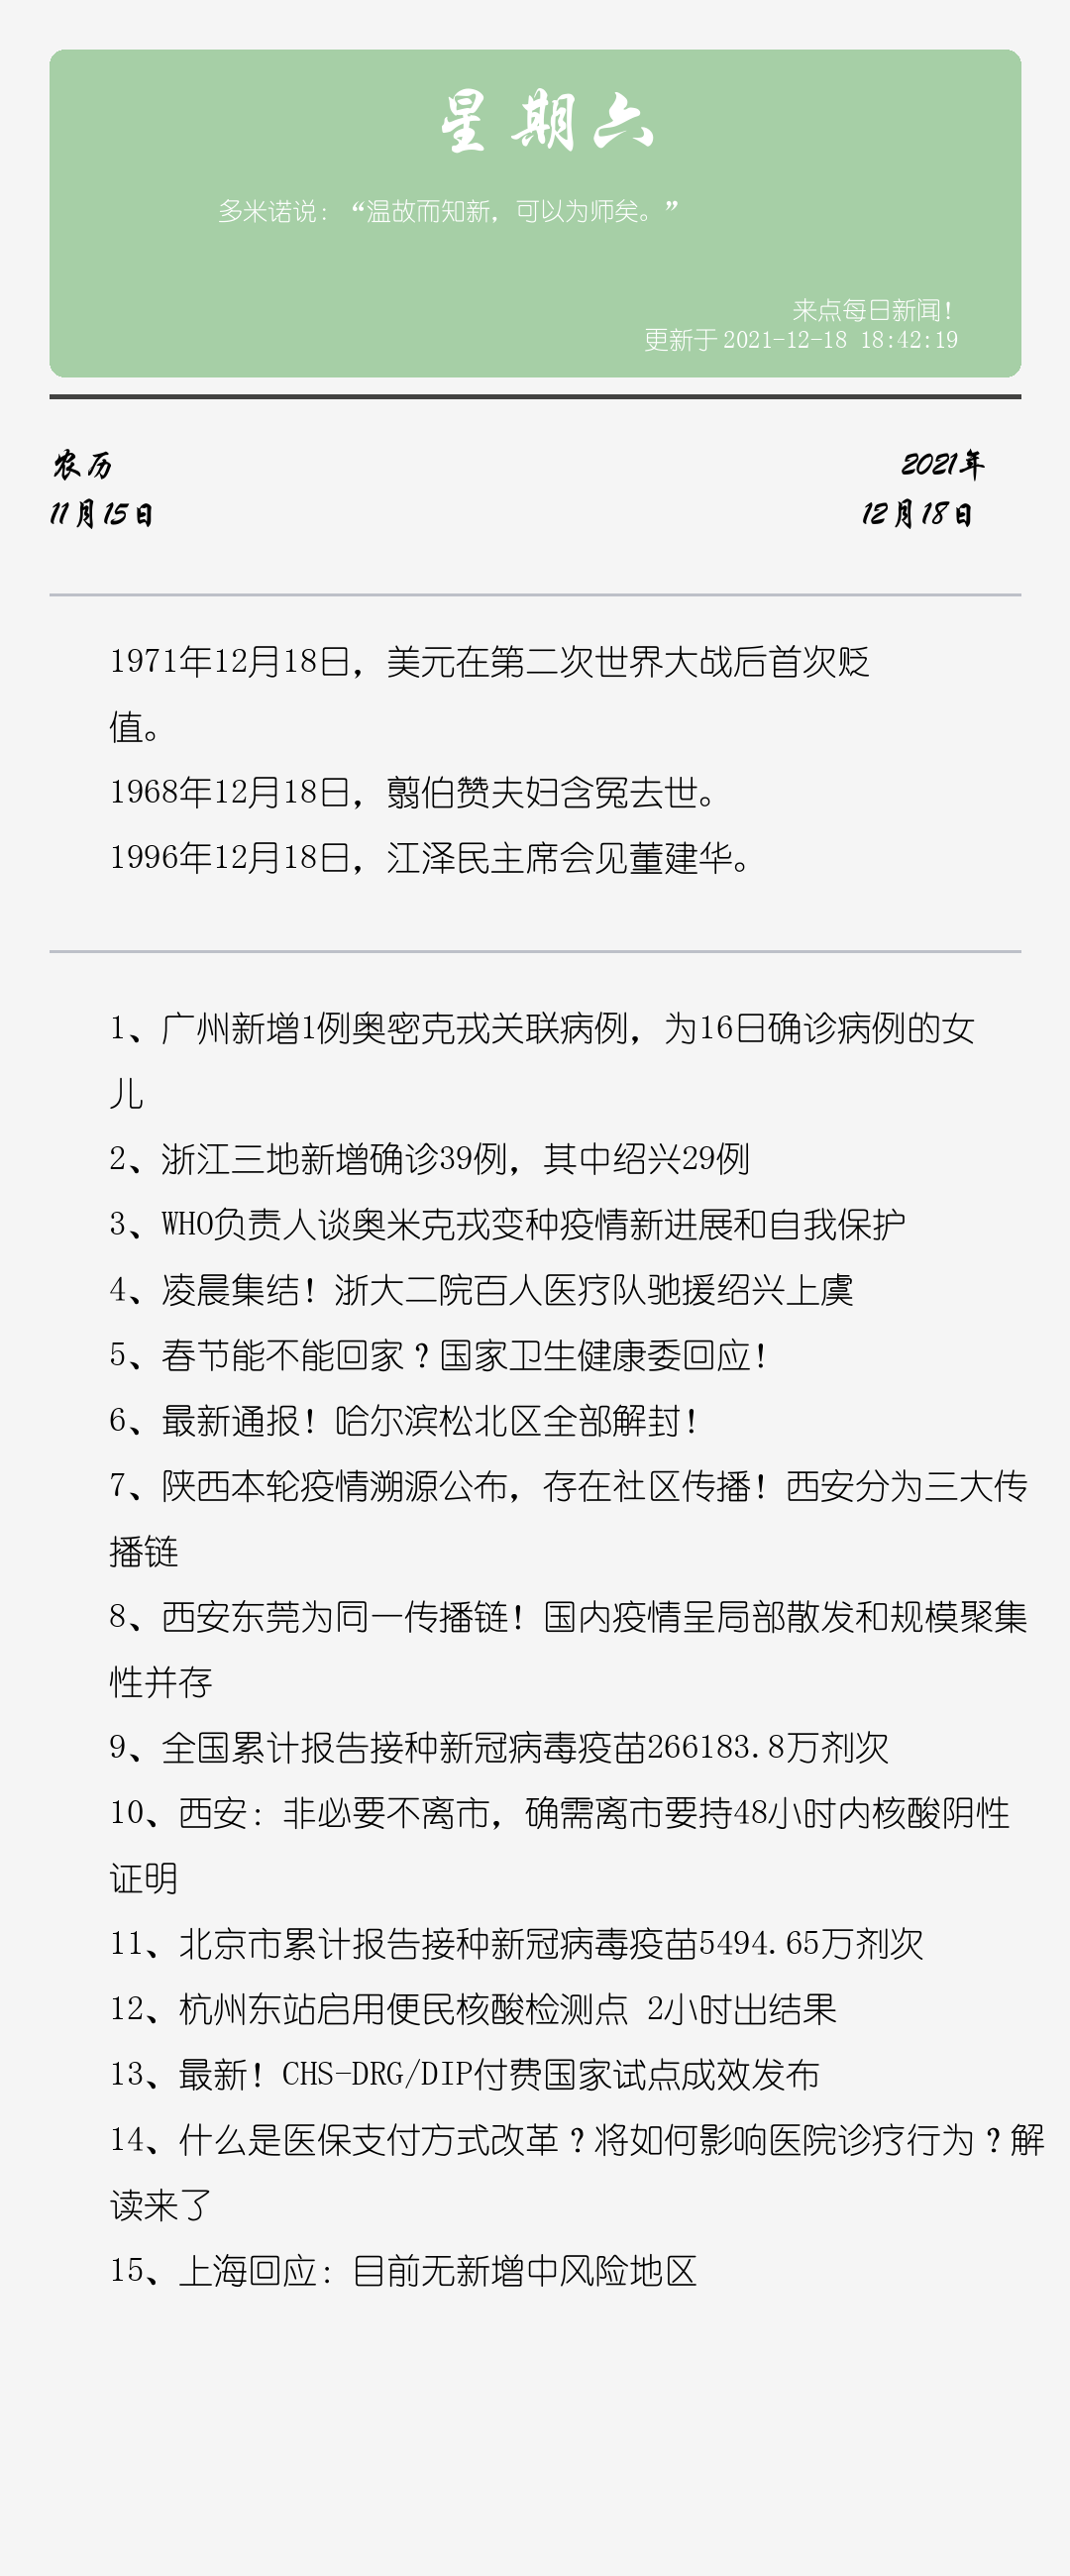 星期六
多米诺说：“温故而知新，可以为师矣。”
来点每日新闻！
更新于 2021-12-18 18:42:19
农历
2021年
11月15日
12月18日
1971年12月18日，美元在第二次世界大战后首次贬
值。
1968年12月18日，翦伯赞夫妇含冤去世。
1996年12月18日，江泽民主席会见董建华。
1、广州新增1例奥密克戎关联病例，为16日确诊病例的女
儿
2、浙江三地新增确诊39例，其中绍兴29例
3、WHO负责人谈奥米克戎变种疫情新进展和自我保护
4、凌晨集结！浙大二院百人医疗队驰援绍兴上虞
5、春节能不能回家？国家卫生健康委回应！
6、最新通报！哈尔滨松北区全部解封！
7、陕西本轮疫情溯源公布，存在社区传播！西安分为三大传
播链
8、西安东莞为同一传播链！国内疫情呈局部散发和规模聚集
性并存
9、全国累计报告接种新冠病毒疫苗266183.8万剂次
10、西安：非必要不离市，确需离市要持48小时内核酸阴性
证明
11、北京市累计报告接种新冠病毒疫苗5494.65万剂次
12、杭州东站启用便民核酸检测点 2小时出结果
13、最新！CHS-DRG/DIP付费国家试点成效发布
14、什么是医保支付方式改革？将如何影响医院诊疗行为？解
读来了
15、上海回应：目前无新增中风险地区